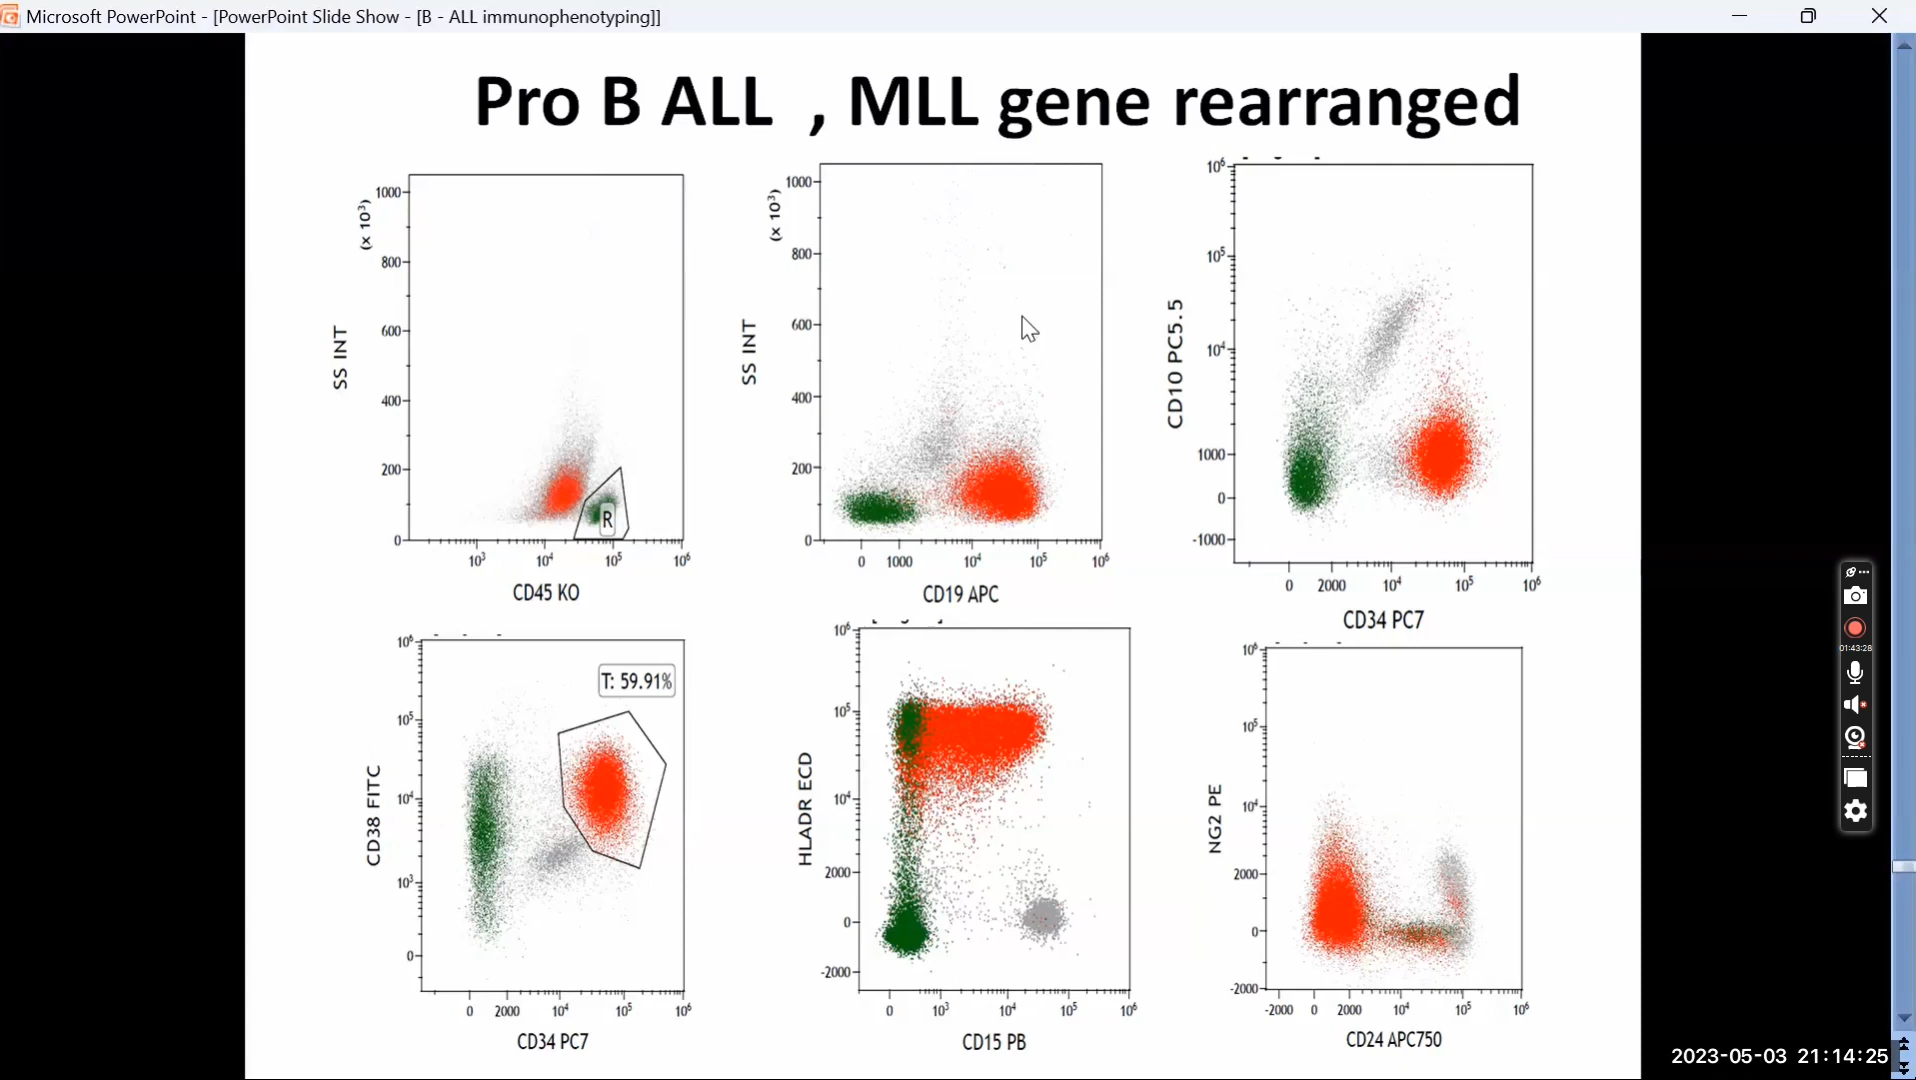 Microsoft PowerPoint - [PowerPoint Slide Show - [B - ALL immunophenotyping]]
Pro B ALL , MLL gene rearranged
(x 10³)
1000
800
600
400
200
0
SS INT
R
10³ 10⁴ 10⁵ 10⁶
CD45 KO
(x 10³)
1000
800
600
400
200
0
SS INT
0 1000 10⁴ 10⁵ 10⁶
CD19 APC
10⁶
10⁵
10⁴
1000
0
-1000
CD10 PC5.5
0 2000 10⁴ 10⁵ 10⁶
CD34 PC7
10⁶
10⁵
10⁴
10³
0
CD38 FITC
T: 59.91%
0 2000 10⁴ 10⁵ 10⁶
CD34 PC7
10⁶
10⁵
10⁴
2000
0
-2000
HLADR ECD
0 10³ 10⁴ 10⁵ 10⁶
CD15 PB
10⁶
10⁵
10⁴
2000
0
-2000
NG2 PE
-2000 0 2000 10⁴ 10⁵ 10⁶
CD24 APC750
01:43:28
2023-05-03 21:14:25